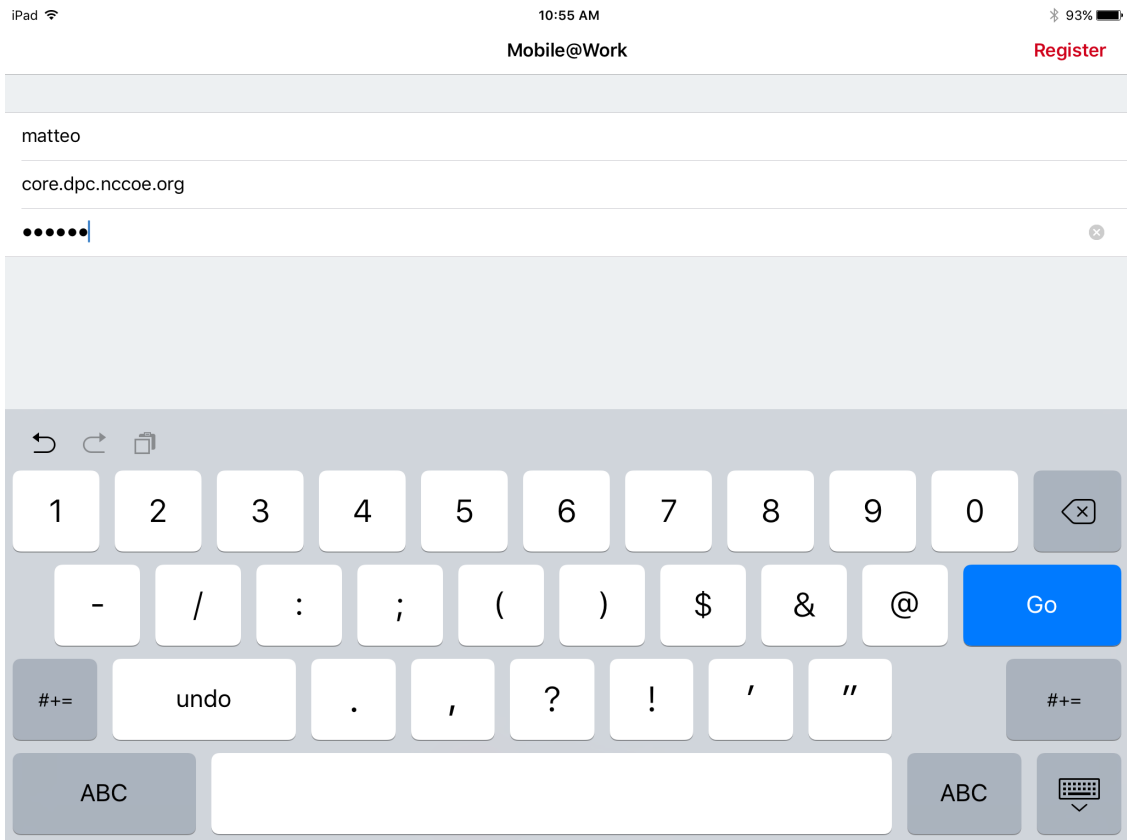 iPad 10:55 AM 93%
Mobile@Work Register
matteo
core.dpc.nccoe.org
••••••
1 2 3 4 5 6 7 8 9 0
- / : ; ( ) $ & @ Go
#+= undo . , ? ! ' " #+=
ABC ABC